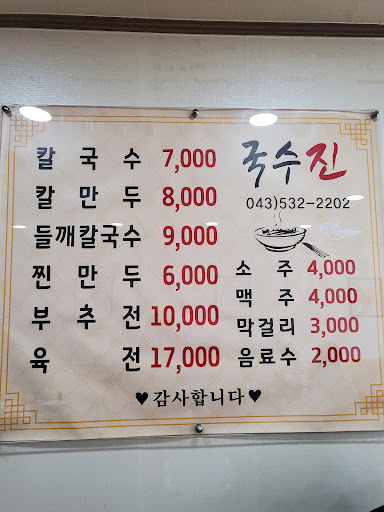 칼국수 7,000
칼만두 8,000
들깨칼국수 9,000
찐만두 6,000
부추전 10,000
육전 17,000
국수진
043)532-2202
소주 4,000
맥주 4,000
막걸리 3,000
음료수 2,000
♥감사합니다♥